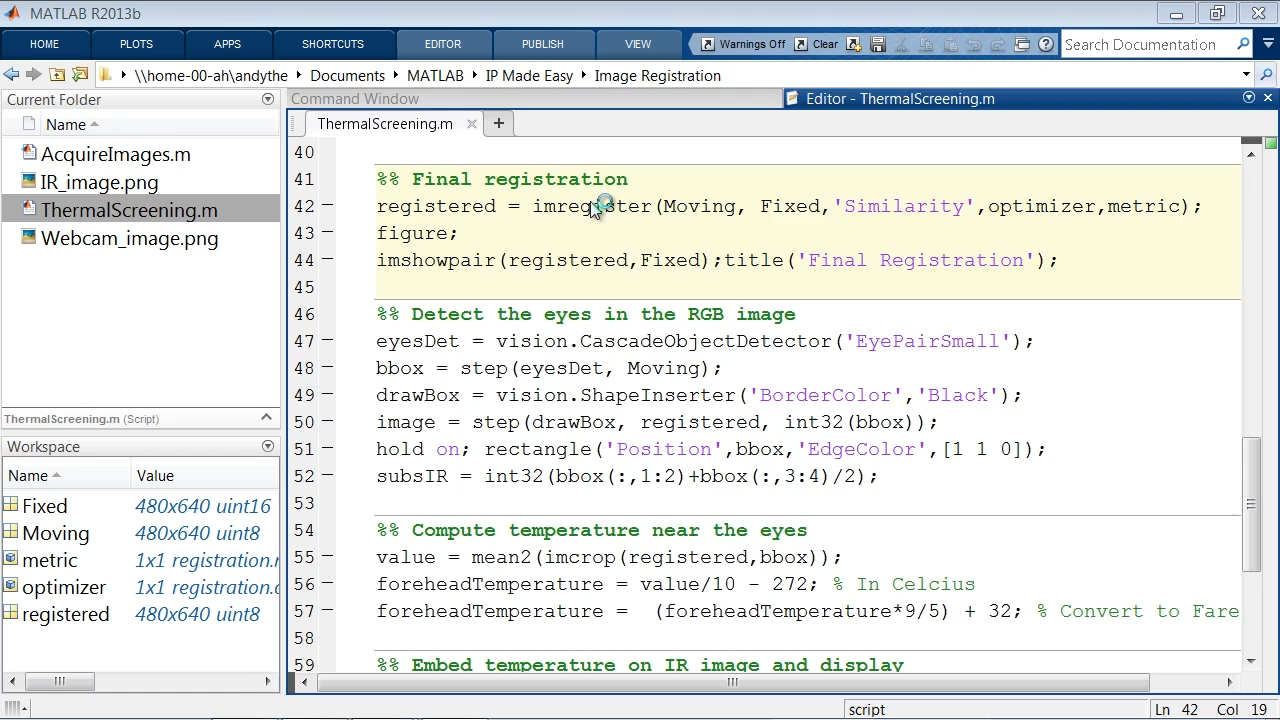 MATLAB R2013b
HOME PLOTS APPS SHORTCUTS EDITOR PUBLISH VIEW Warnings Off Clear Search Documentation
\\home-00-ah\andythe Documents MATLAB IP Made Easy Image Registration
Current Folder
Name
AcquireImages.m
IR_image.png
ThermalScreening.m
Webcam_image.png
ThermalScreening.m (Script)
Workspace
Name Value
Fixed 480x640 uint16
Moving 480x640 uint8
metric 1x1 registration.
optimizer 1x1 registration.
registered 480x640 uint8
Command Window
Editor - ThermalScreening.m
ThermalScreening.m
40
41 %% Final registration
42 registered = imregister(Moving, Fixed,'Similarity',optimizer,metric);
43 figure;
44 imshowpair(registered,Fixed);title('Final Registration');
45
46 %% Detect the eyes in the RGB image
47 eyesDet = vision.CascadeObjectDetector('EyePairSmall');
48 bbox = step(eyesDet, Moving);
49 drawBox = vision.ShapeInserter('BorderColor','Black');
50 image = step(drawBox, registered, int32(bbox));
51 hold on; rectangle('Position',bbox,'EdgeColor',[1 1 0]);
52 subsIR = int32(bbox(:,1:2)+bbox(:,3:4)/2);
53
54 %% Compute temperature near the eyes
55 value = mean2(imcrop(registered,bbox));
56 foreheadTemperature = value/10 - 272; % In Celcius
57 foreheadTemperature = (foreheadTemperature*9/5) + 32; % Convert to Fare
58
59 %% Embed temperature on IR image and display
script Ln 42 Col 19